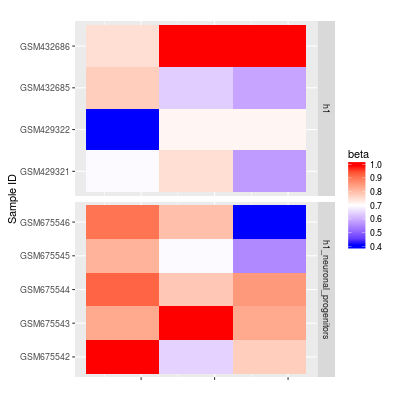 Sample ID
GSM432686
GSM432685
GSM429322
GSM429321
h1
GSM675546
GSM675545
GSM675544
GSM675543
GSM675542
h1_neuronal_progenitors
beta
1.0
0.9
0.8
0.7
0.6
0.5
0.4